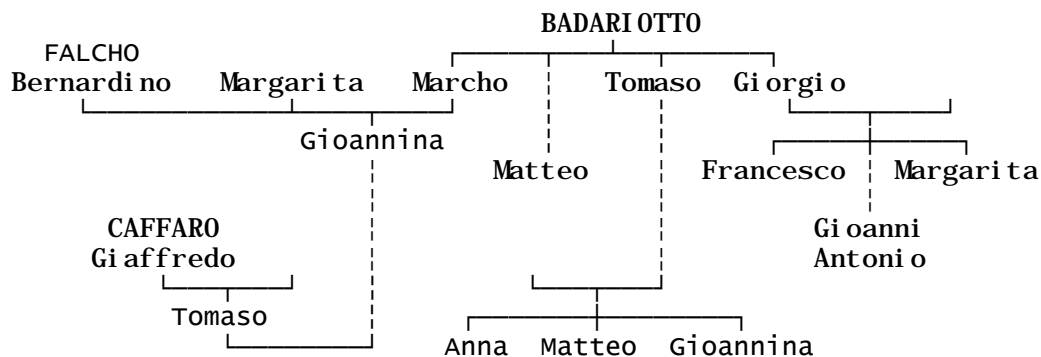 BADARIOTTO
FALCHO
Bernardino Margarita Marcho Tomaso Giorgio
Gioannina
Matteo Francesco Margarita
CAFFARO Gioanni
Giaffredo Antonio
Tomaso
Anna Matteo Gioannina